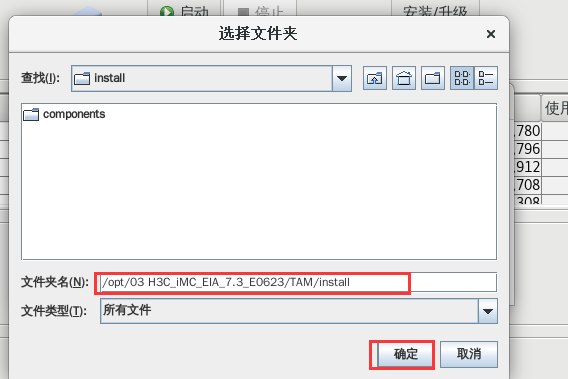 启动 停止 安装/升级
选择文件夹
查找(I): install
components
使用
,780
,796
,912
,708
,308
文件夹名(N): /opt/03 H3C_iMC_EIA_7.3_E0623/TAM/install
文件类型(T): 所有文件
确定 取消